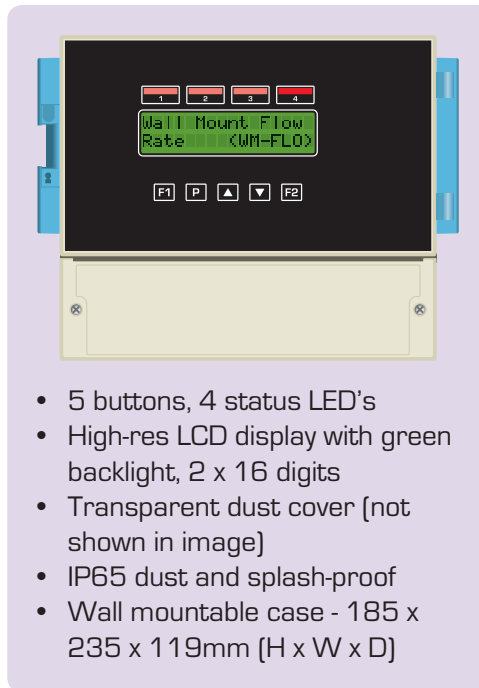 1 2 3 4
Wall Mount Flow
Rate (WM-FLO)
F1 P ▲ ▼ F2
• 5 buttons, 4 status LED's
• High-res LCD display with green
backlight, 2 x 16 digits
• Transparent dust cover (not
shown in image)
• IP65 dust and splash-proof
• Wall mountable case - 185 x
235 x 119mm (H x W x D)